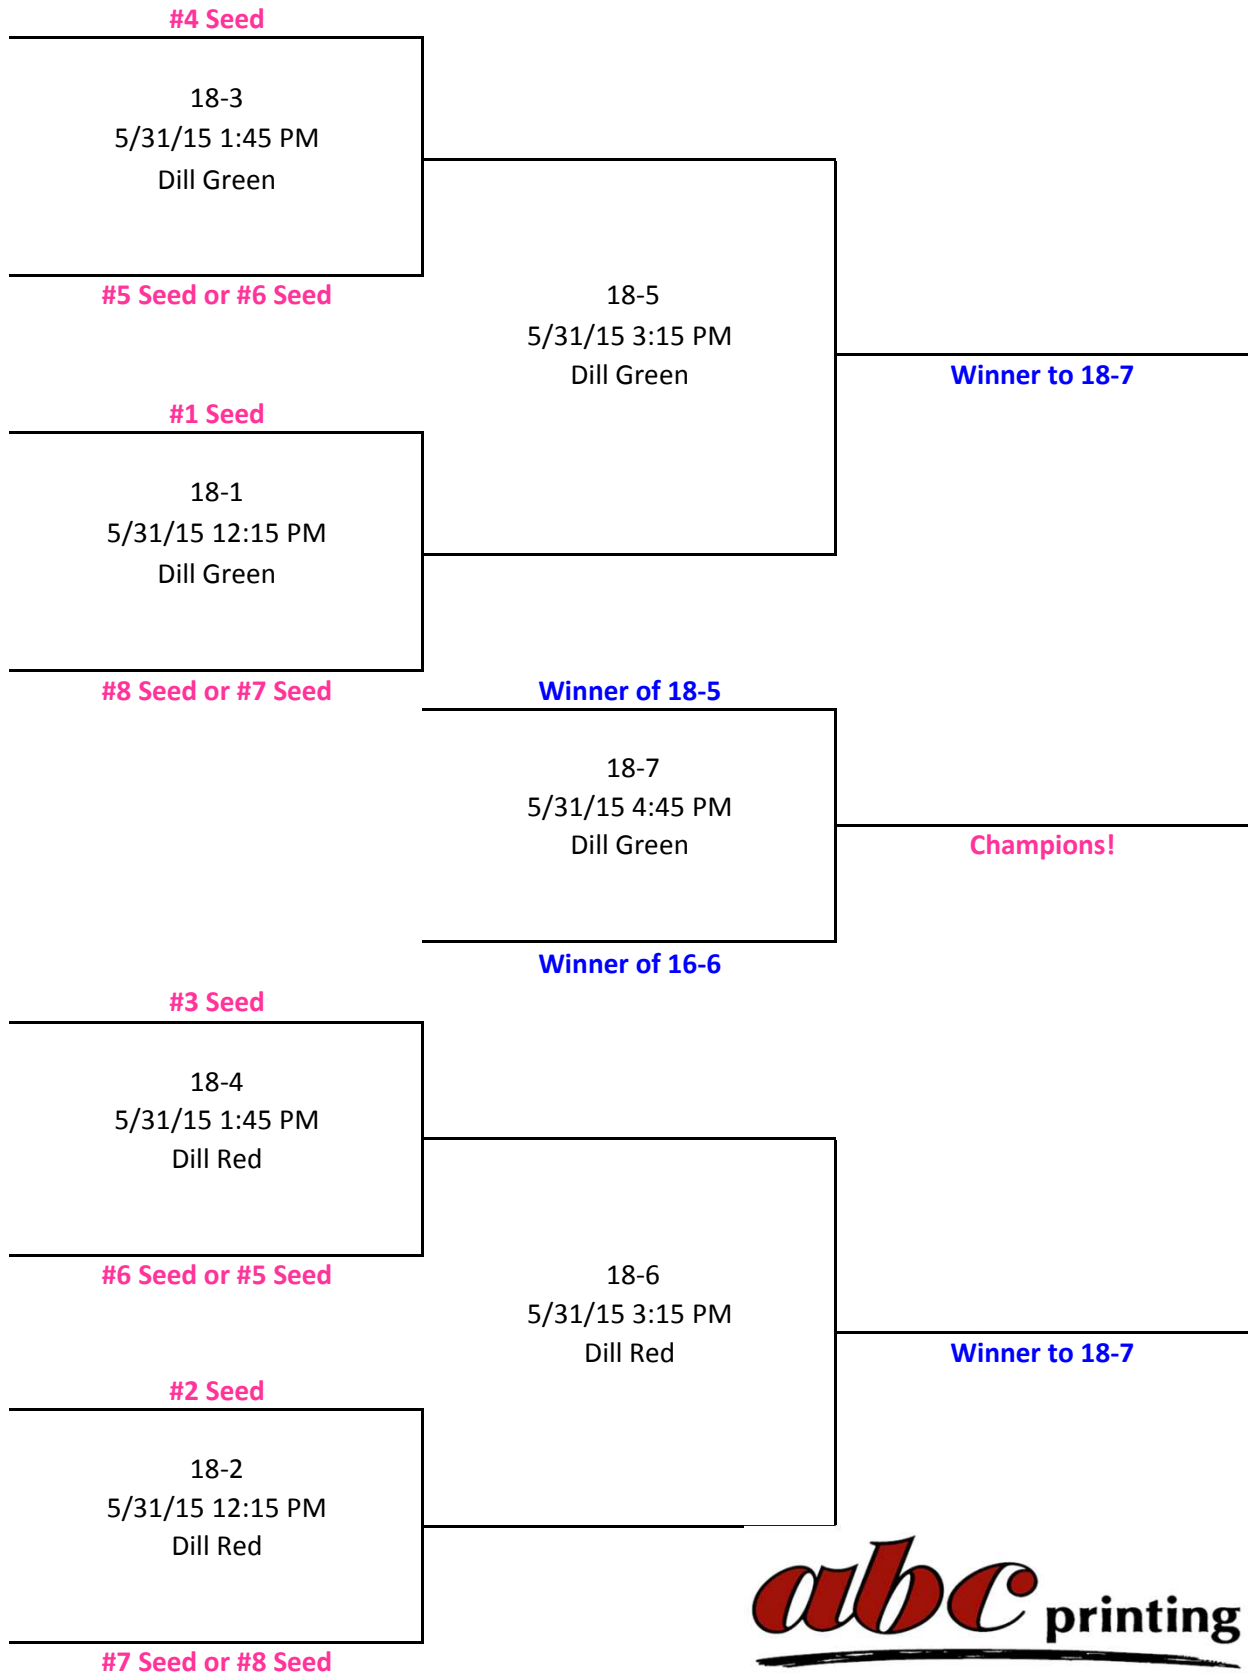 #4 Seed
18-3
5/31/15 1:45 PM
Dill Green
#5 Seed or #6 Seed
18-5
5/31/15 3:15 PM
Dill Green
Winner to 18-7
#1 Seed
18-1
5/31/15 12:15 PM
Dill Green
#8 Seed or #7 Seed
Winner of 18-5
18-7
5/31/15 4:45 PM
Dill Green
Champions!
Winner of 16-6
#3 Seed
18-4
5/31/15 1:45 PM
Dill Red
#6 Seed or #5 Seed
18-6
5/31/15 3:15 PM
Dill Red
Winner to 18-7
#2 Seed
18-2
5/31/15 12:15 PM
Dill Red
#7 Seed or #8 Seed
abc printing